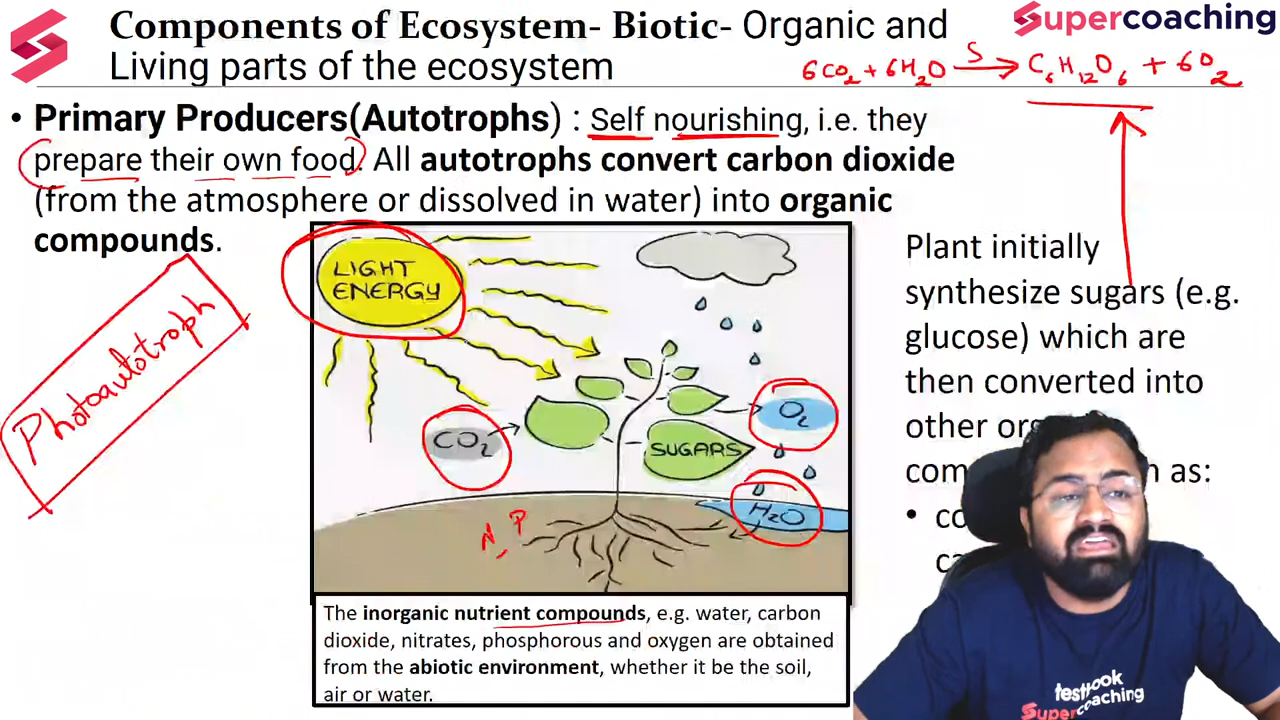 Components of Ecosystem- Biotic- Organic and
Living parts of the ecosystem
Supercoaching
6CO2 + 6H2O S→ C6H12O6 + 6O2
• Primary Producers(Autotrophs) : Self nourishing, i.e. they
prepare their own food. All autotrophs convert carbon dioxide
(from the atmosphere or dissolved in water) into organic
compounds.
Photoautotroph
LIGHT
ENERGY
CO2
O2
SUGARS
H2O
N, P
The inorganic nutrient compounds, e.g. water, carbon
dioxide, nitrates, phosphorous and oxygen are obtained
from the abiotic environment, whether it be the soil,
air or water.
Plant initially
synthesize sugars (e.g.
glucose) which are
then converted into
other
as:
•
testbook
Supercoaching